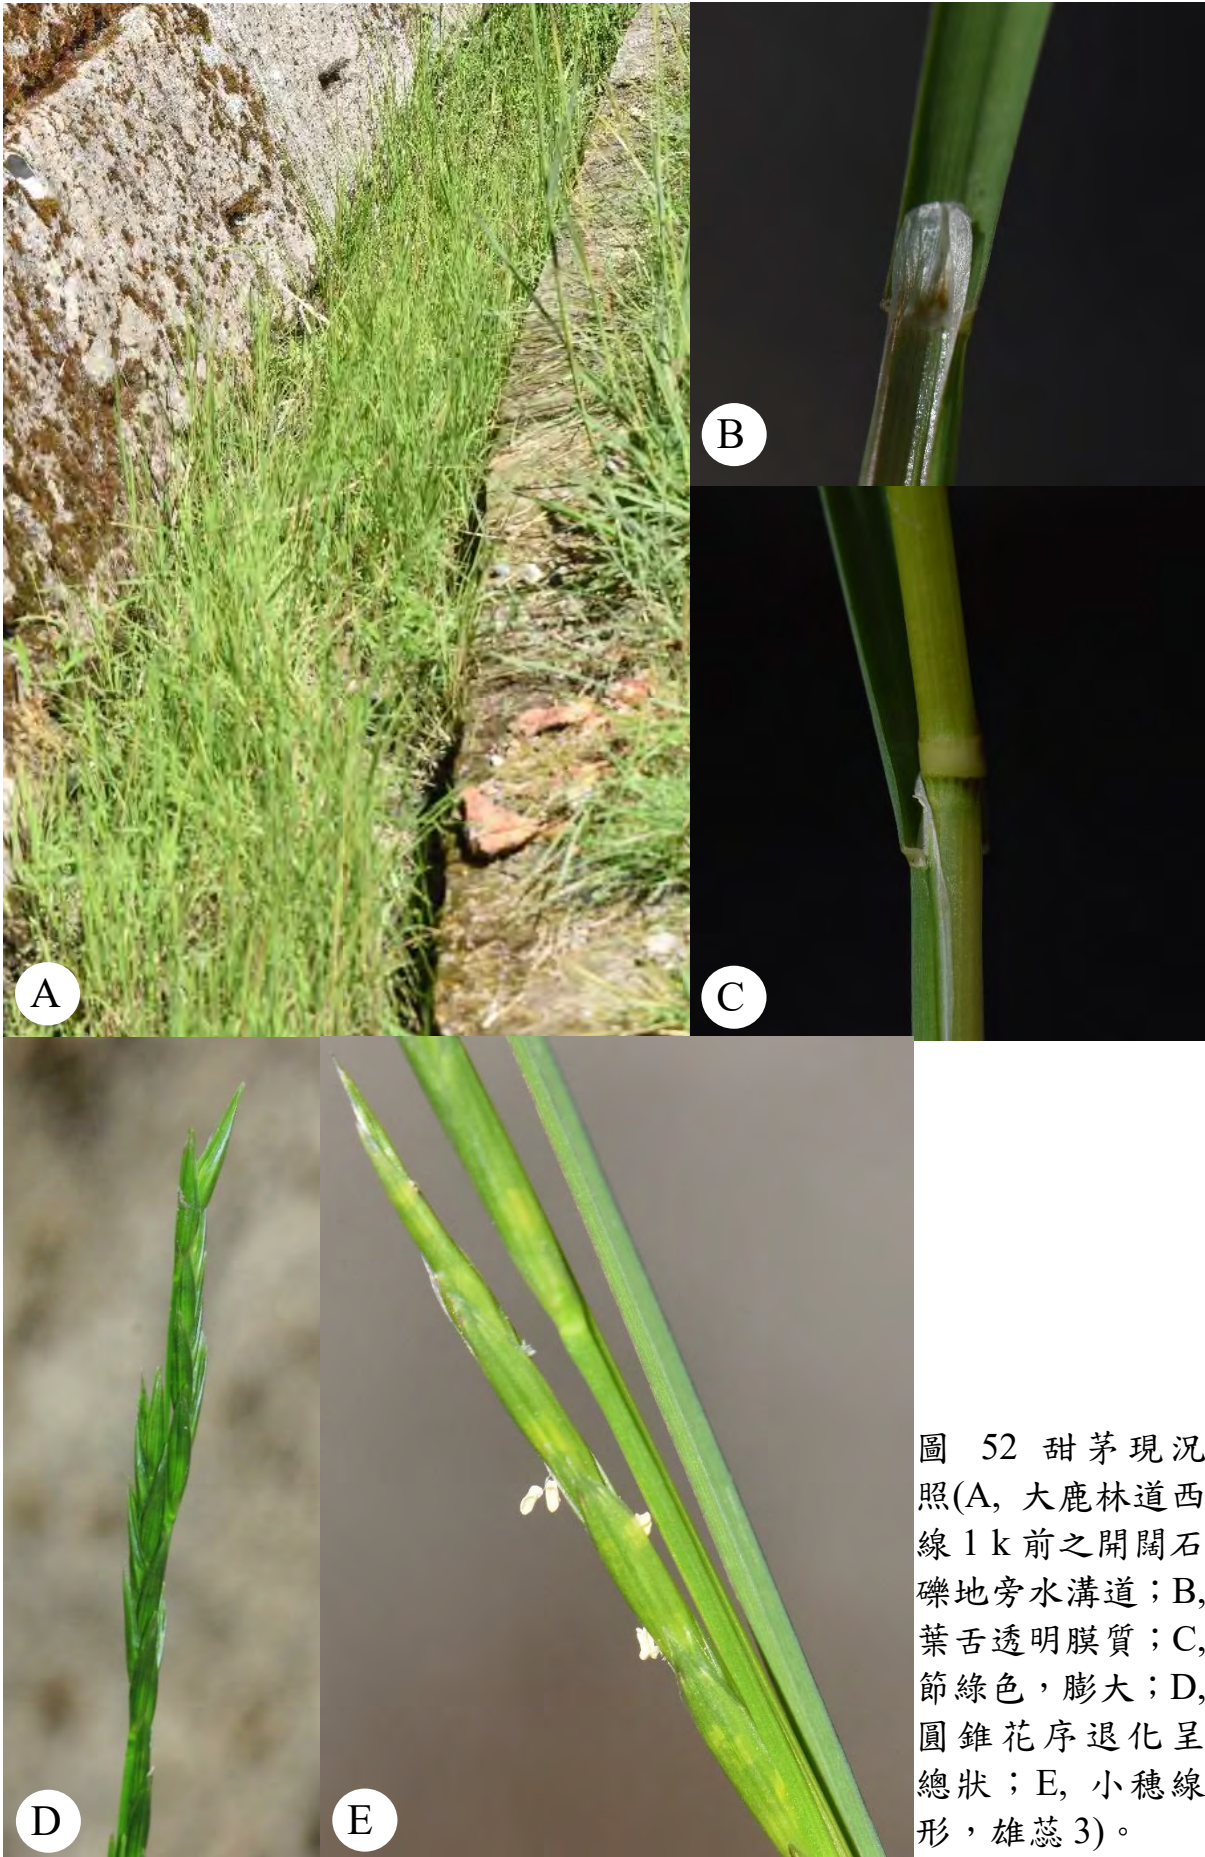 B
A
C
D
E
圖 52 甜茅現況
照(A, 大鹿林道西
線 1 k 前之開闊石
礫地旁水溝道；B,
葉舌透明膜質；C,
節綠色，膨大；D,
圓錐花序退化呈
總狀；E, 小穗線
形，雄蕊 3)。